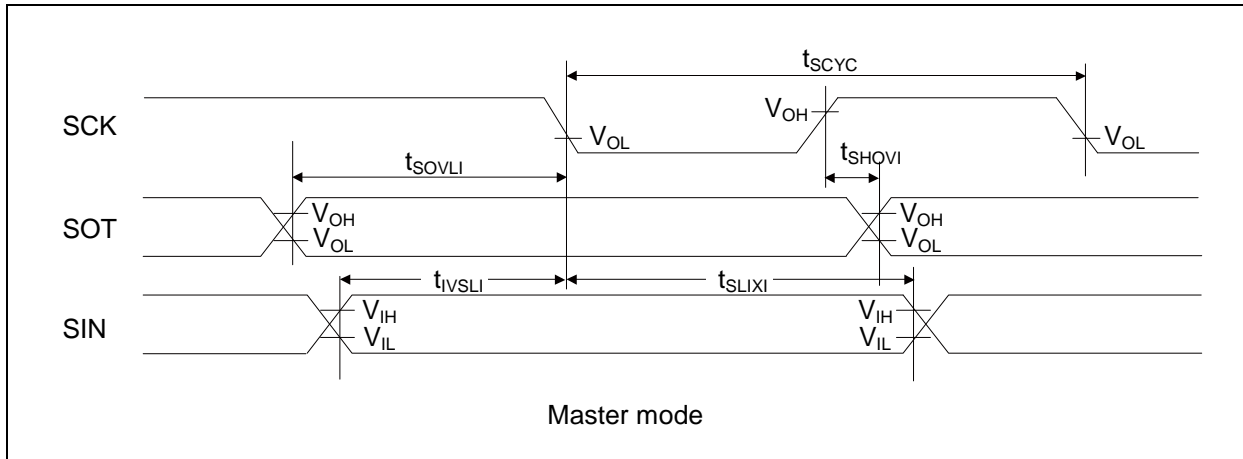 tSCYC
SCK
VOH
VOL
VOL
tSHOVI
tSOVLI
SOT
VOH
VOL
VOH
VOL
tIVSLI
tSLIXI
SIN
VIH
VIL
VIH
VIL
Master mode